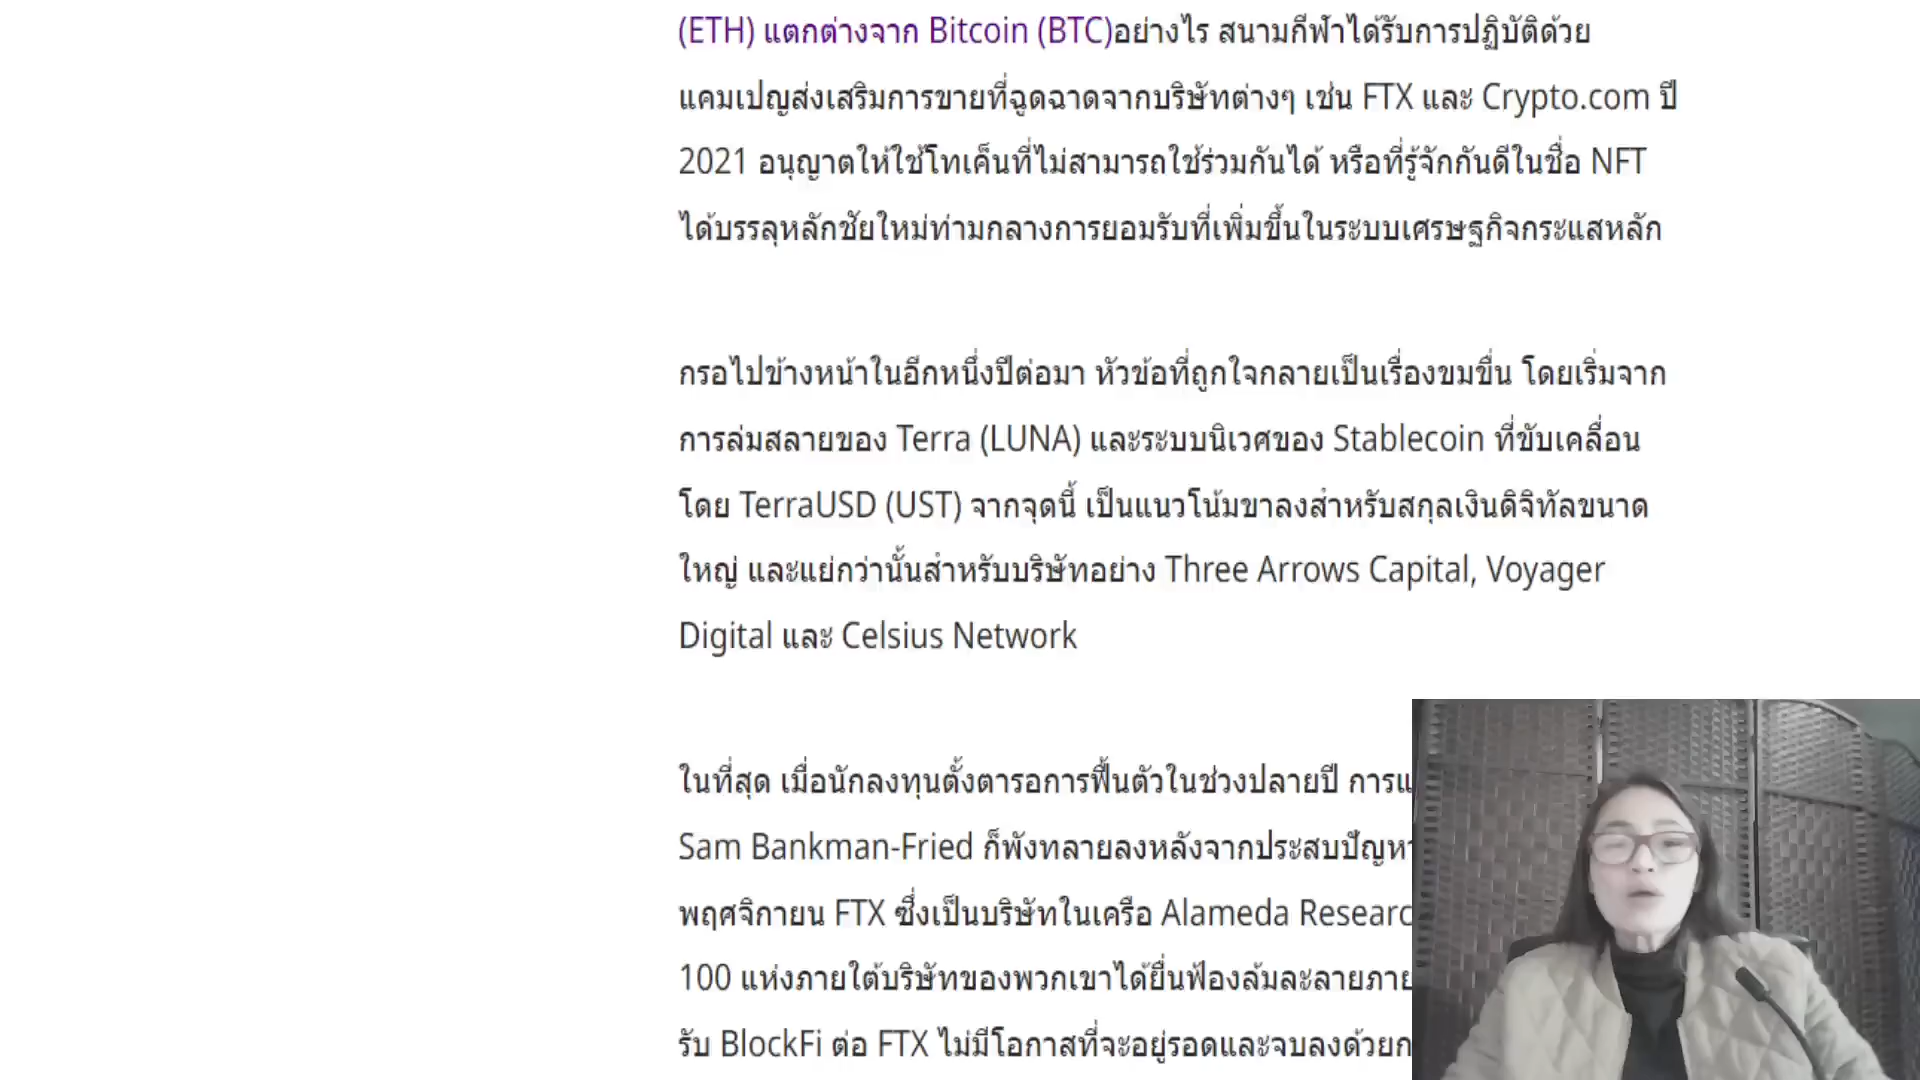 (ETH) แตกต่างจาก Bitcoin (BTC)อย่างไร สนามกีฬาได้รับการปฏิบัติด้วย
แคมเปญส่งเสริมการขายที่ฉูดฉาดจากบริษัทต่างๆ เช่น FTX และ Crypto.com ปี
2021 อนุญาตให้ใช้โทเค็นที่ไม่สามารถใช้ร่วมกันได้ หรือที่รู้จักกันดีในชื่อ NFT
ได้บรรลุหลักชัยใหม่ท่ามกลางการยอมรับที่เพิ่มขึ้นในระบบเศรษฐกิจกระแสหลัก
กรอไปข้างหน้าในอีกหนึ่งปีต่อมา หัวข้อที่ถูกใจกลายเป็นเรื่องขมขื่น โดยเริ่มจาก
การล่มสลายของ Terra (LUNA) และระบบนิเวศของ Stablecoin ที่ขับเคลื่อน
โดย TerraUSD (UST) จากจุดนี้ เป็นแนวโน้มขาลงสำหรับสกุลเงินดิจิทัลขนาด
ใหญ่ และแย่กว่านั้นสำหรับบริษัทอย่าง Three Arrows Capital, Voyager
Digital และ Celsius Network
ในที่สุด เมื่อนักลงทุนตั้งตารอการฟื้นตัวในช่วงปลายปี การแ
Sam Bankman-Fried ก็พังทลายลงหลังจากประสบปัญหา
พฤศจิกายน FTX ซึ่งเป็นบริษัทในเครือ Alameda Researc
100 แห่งภายใต้บริษัทของพวกเขาได้ยื่นฟ้องล้มละลายภาย
รับ BlockFi ต่อ FTX ไม่มีโอกาสที่จะอยู่รอดและจบลงด้วยก